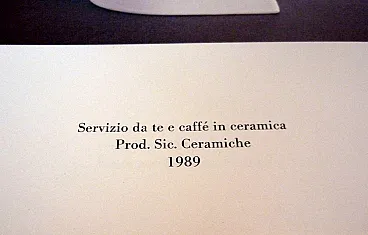 Servizio da te e caffé in ceramica
Prod. Sic. Ceramiche
1989